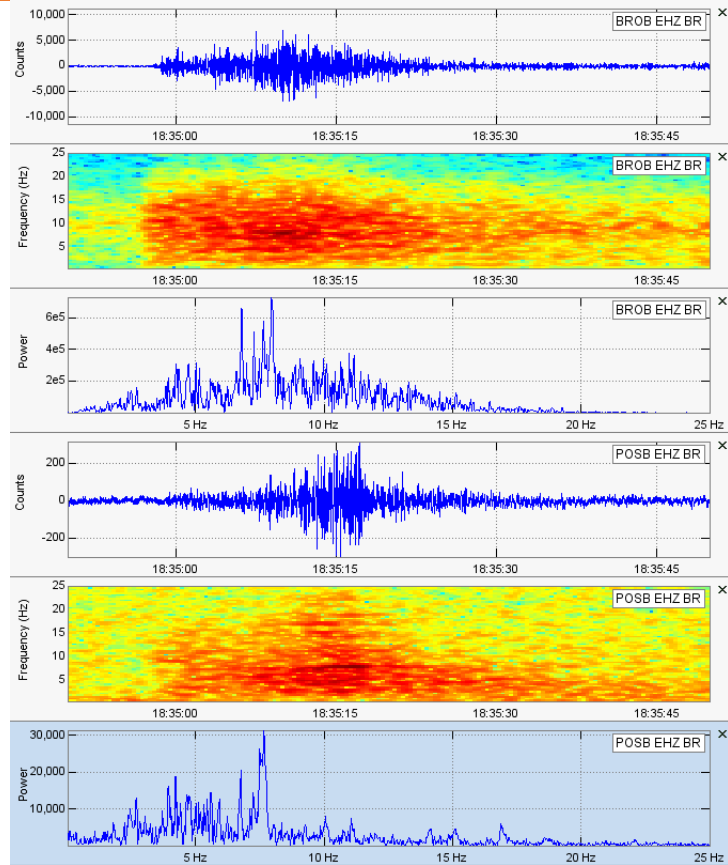 10,000
5,000
0
-5,000
-10,000
Counts
BROB EHZ BR
×
18:35:00 18:35:15 18:35:30 18:35:45
25
20
15
10
5
Frequency (Hz)
BROB EHZ BR
×
18:35:00 18:35:15 18:35:30 18:35:45
6e5
4e5
2e5
Power
BROB EHZ BR
×
5 Hz 10 Hz 15 Hz 20 Hz 25 Hz
200
0
-200
Counts
POSB EHZ BR
×
18:35:00 18:35:15 18:35:30 18:35:45
25
20
15
10
5
Frequency (Hz)
POSB EHZ BR
×
18:35:00 18:35:15 18:35:30 18:35:45
30,000
20,000
10,000
Power
POSB EHZ BR
×
5 Hz 10 Hz 15 Hz 20 Hz 25 Hz